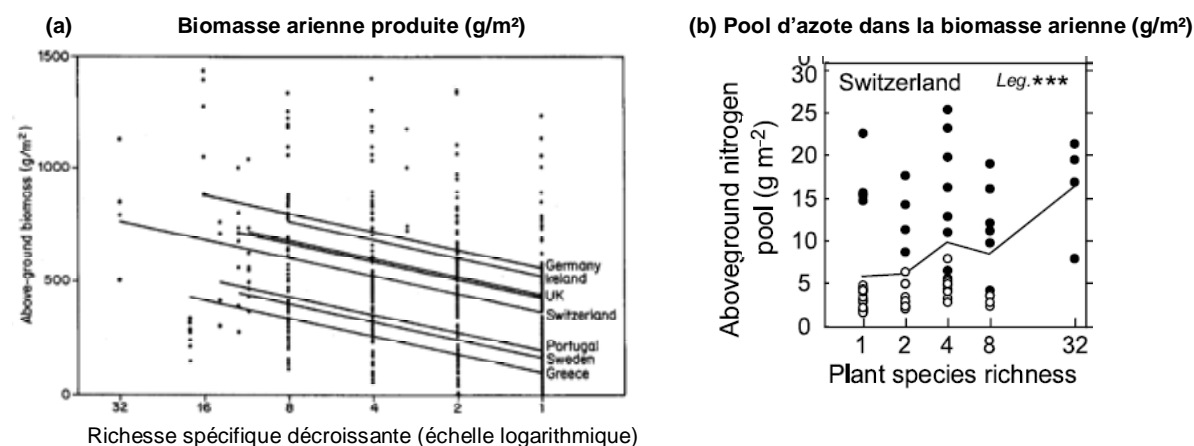 (a) Biomasse arienne produite (g/m²)
Above-ground biomass (g/m²)
1500
1000
500
0
Germany
Ireland
UK
Switzerland
Portugal
Sweden
Greece
32 16 8 4 2 1
Richesse spécifique décroissante (échelle logarithmique)
(b) Pool d’azote dans la biomasse arienne (g/m²)
Aboveground nitrogen
pool (g m-2)
0
30
25
20
15
10
5
0
Switzerland Leg.***
1 2 4 8 32
Plant species richness